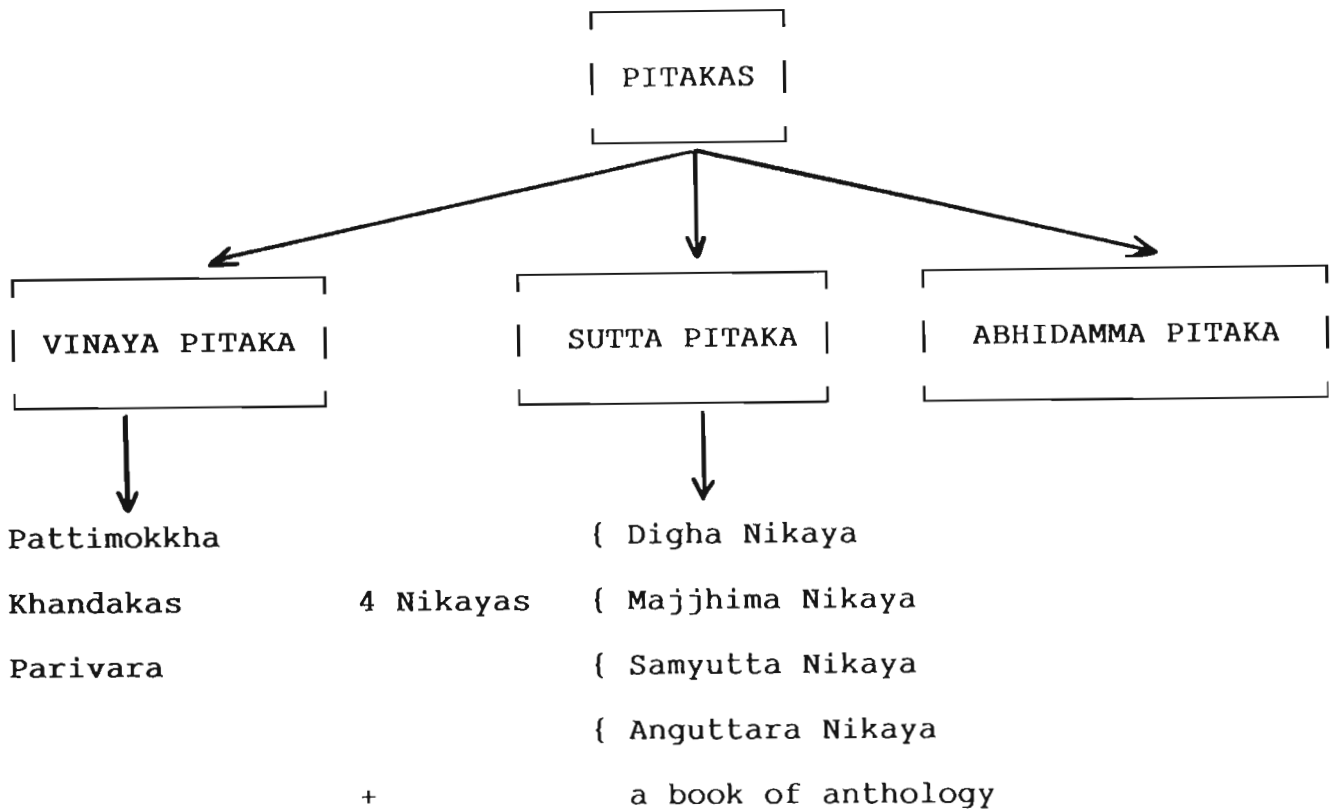 PITAKAS
VINAYA PITAKA
SUTTA PITAKA
ABHIDAMMA PITAKA
Pattimokkha
{ Digha Nikaya
Khandakas 4 Nikayas { Majjhima Nikaya
Parivara { Samyutta Nikaya
{ Anguttara Nikaya
+ a book of anthology